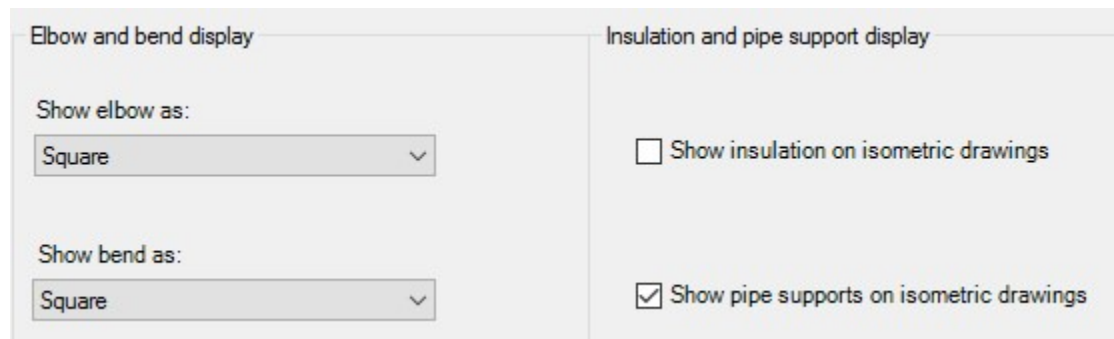 Elbow and bend display
Show elbow as:
Square
Show bend as:
Square
Insulation and pipe support display
Show insulation on isometric drawings
Show pipe supports on isometric drawings